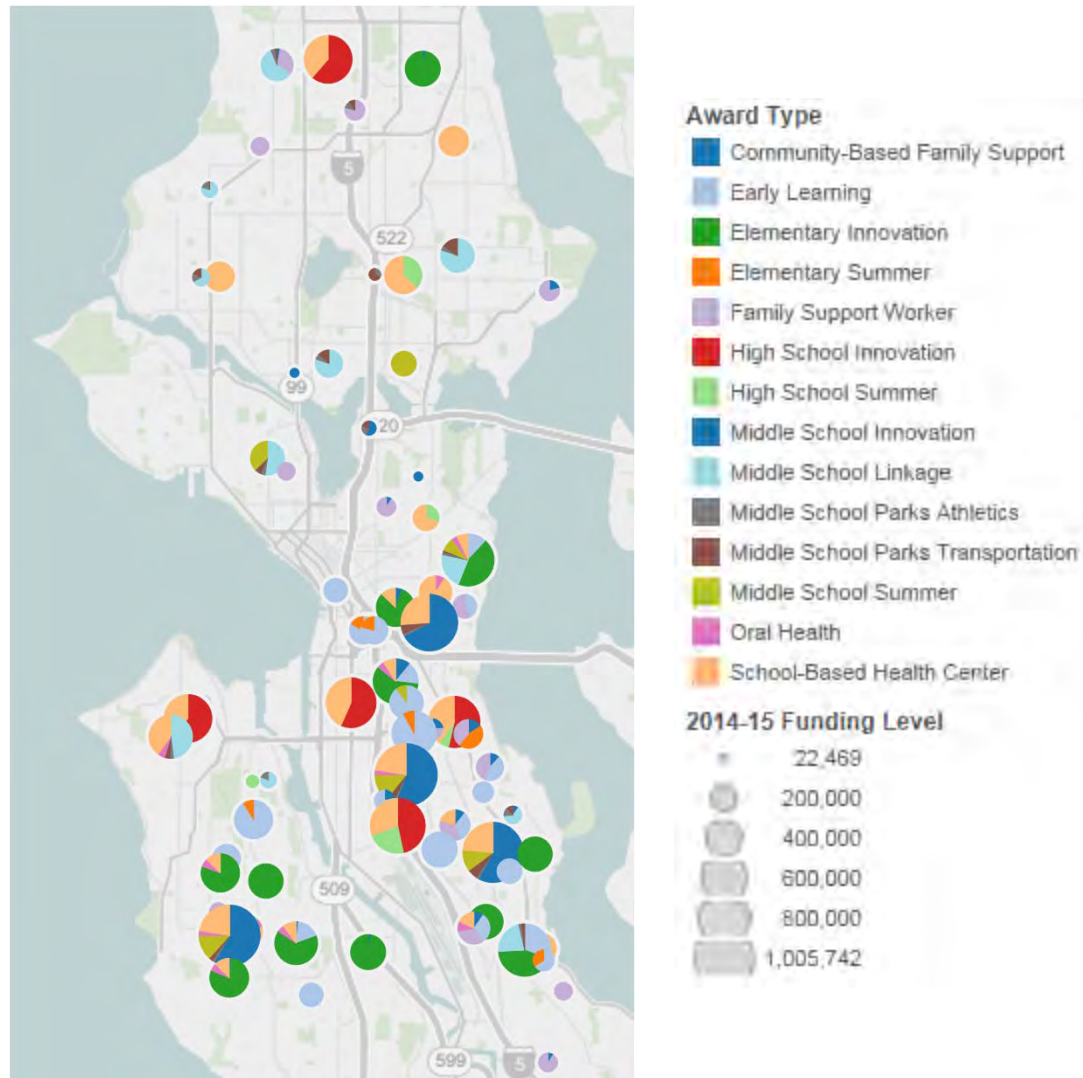 5
522
99
20
509
599
5
Award Type
Community-Based Family Support
Early Learning
Elementary Innovation
Elementary Summer
Family Support Worker
High School Innovation
High School Summer
Middle School Innovation
Middle School Linkage
Middle School Parks Athletics
Middle School Parks Transportation
Middle School Summer
Oral Health
School-Based Health Center
2014-15 Funding Level
22,469
200,000
400,000
600,000
800,000
1,005,742